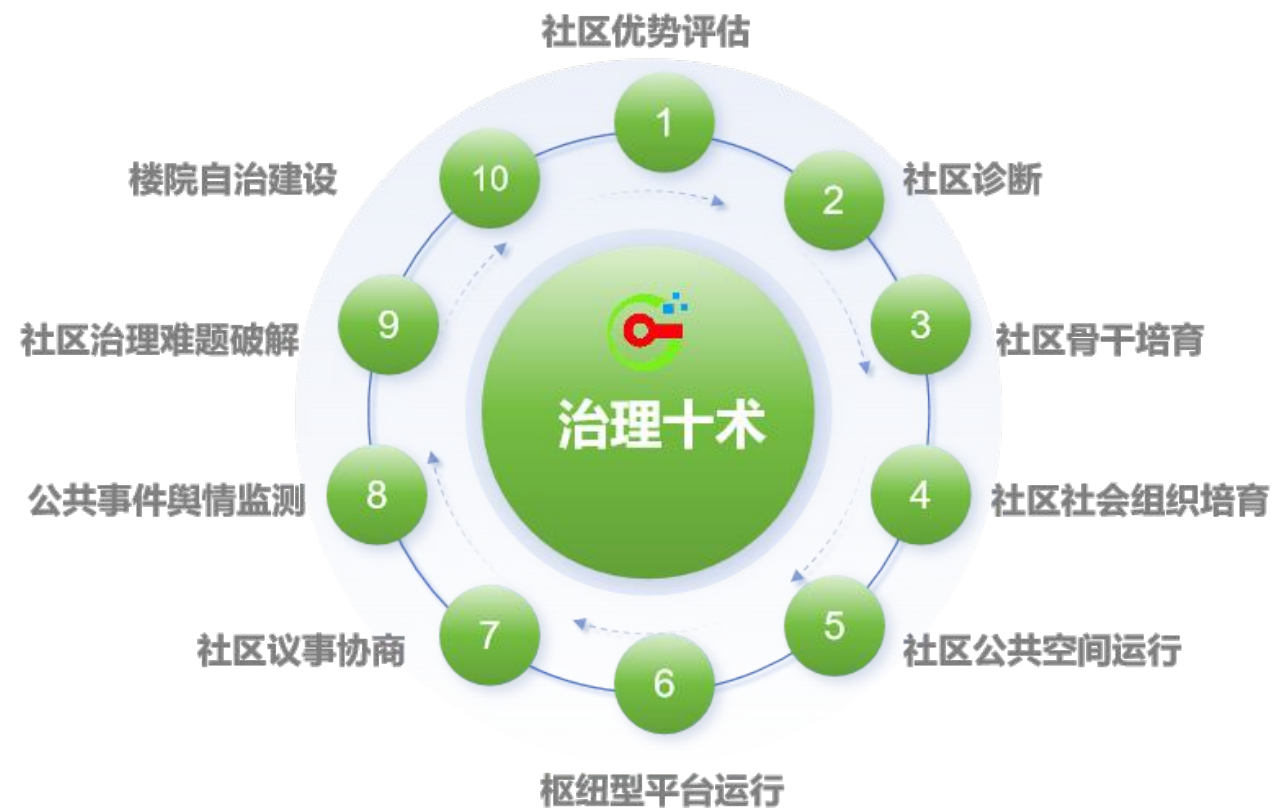 社区优势评估
1
社区诊断
2
社区骨干培育
3
社区社会组织培育
4
社区公共空间运行
5
枢纽型平台运行
6
社区议事协商
7
公共事件舆情监测
8
社区治理难题破解
9
楼院自治建设
10
治理十术